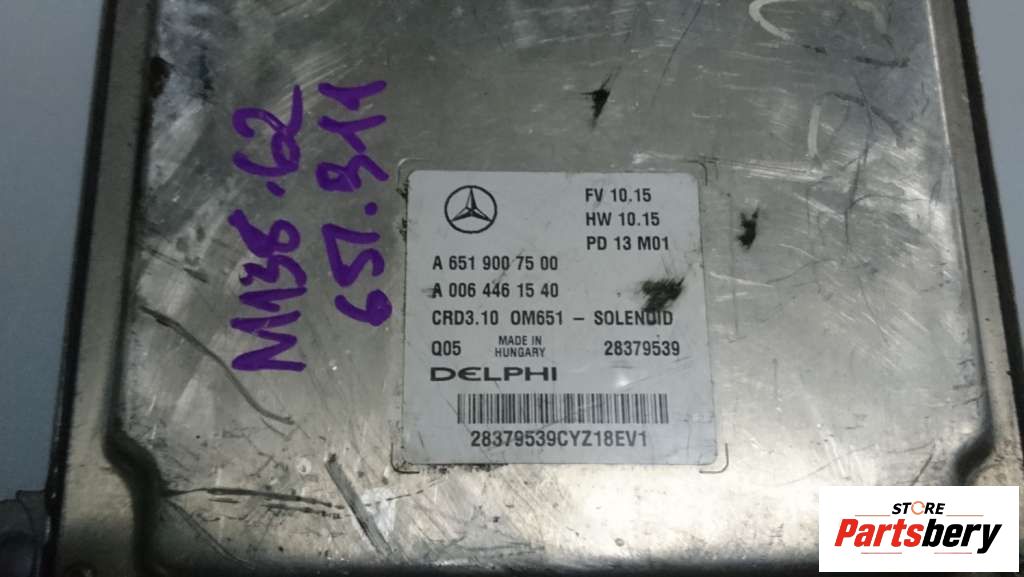 M135.62
651.911
FV 10.15
HW 10.15
PD 13 M01
A 651 900 75 00
A 006 446 15 40
CRD3.10 OM651 - SOLENOID
Q05 MADE IN HUNGARY 28379539
DELPHI
28379539CYZ18EV1
STORE
Partsbery